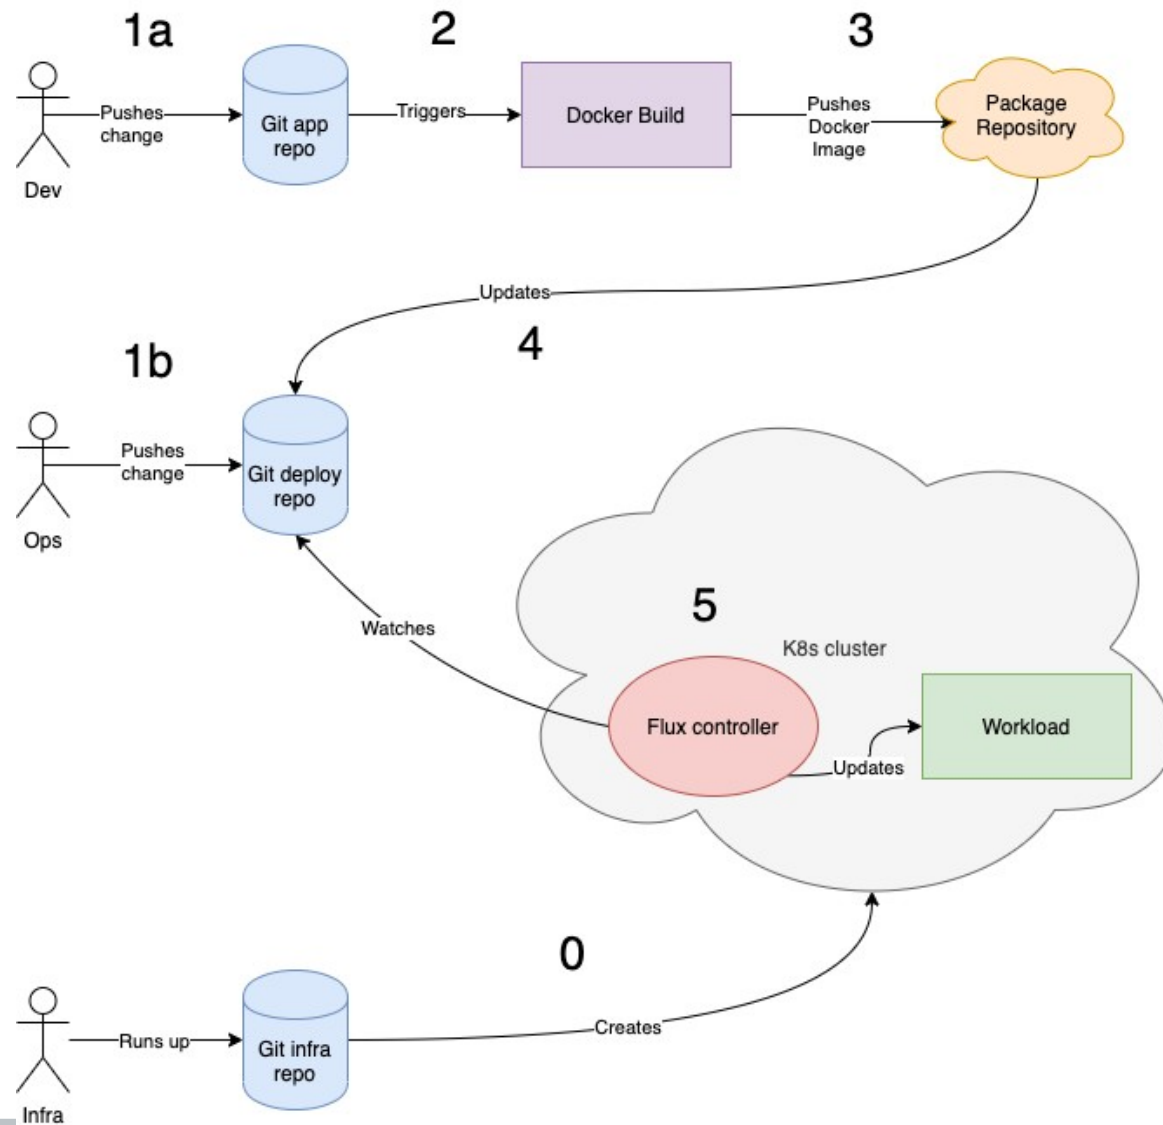 1a
2
3
Pushes
change
Git app
repo
Triggers
Docker Build
Pushes
Docker
Image
Package
Repository
Dev
Updates
4
1b
Pushes
change
Git deploy
repo
Ops
Watches
5
K8s cluster
Flux controller
Updates
Workload
0
Runs up
Git infra
repo
Creates
Infra